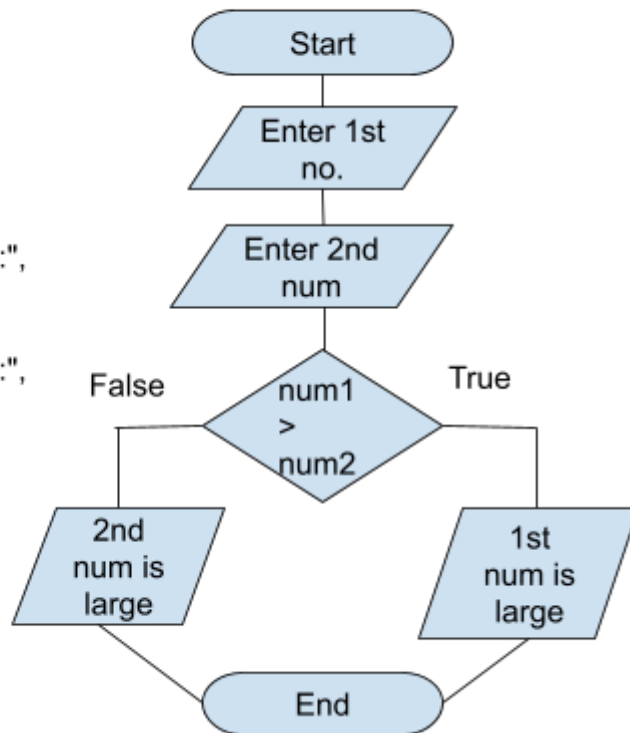 Start
Enter 1st
no.
Enter 2nd
num
:",
:",
False
True
num1
>
num2
2nd
num is
large
1st
num is
large
End